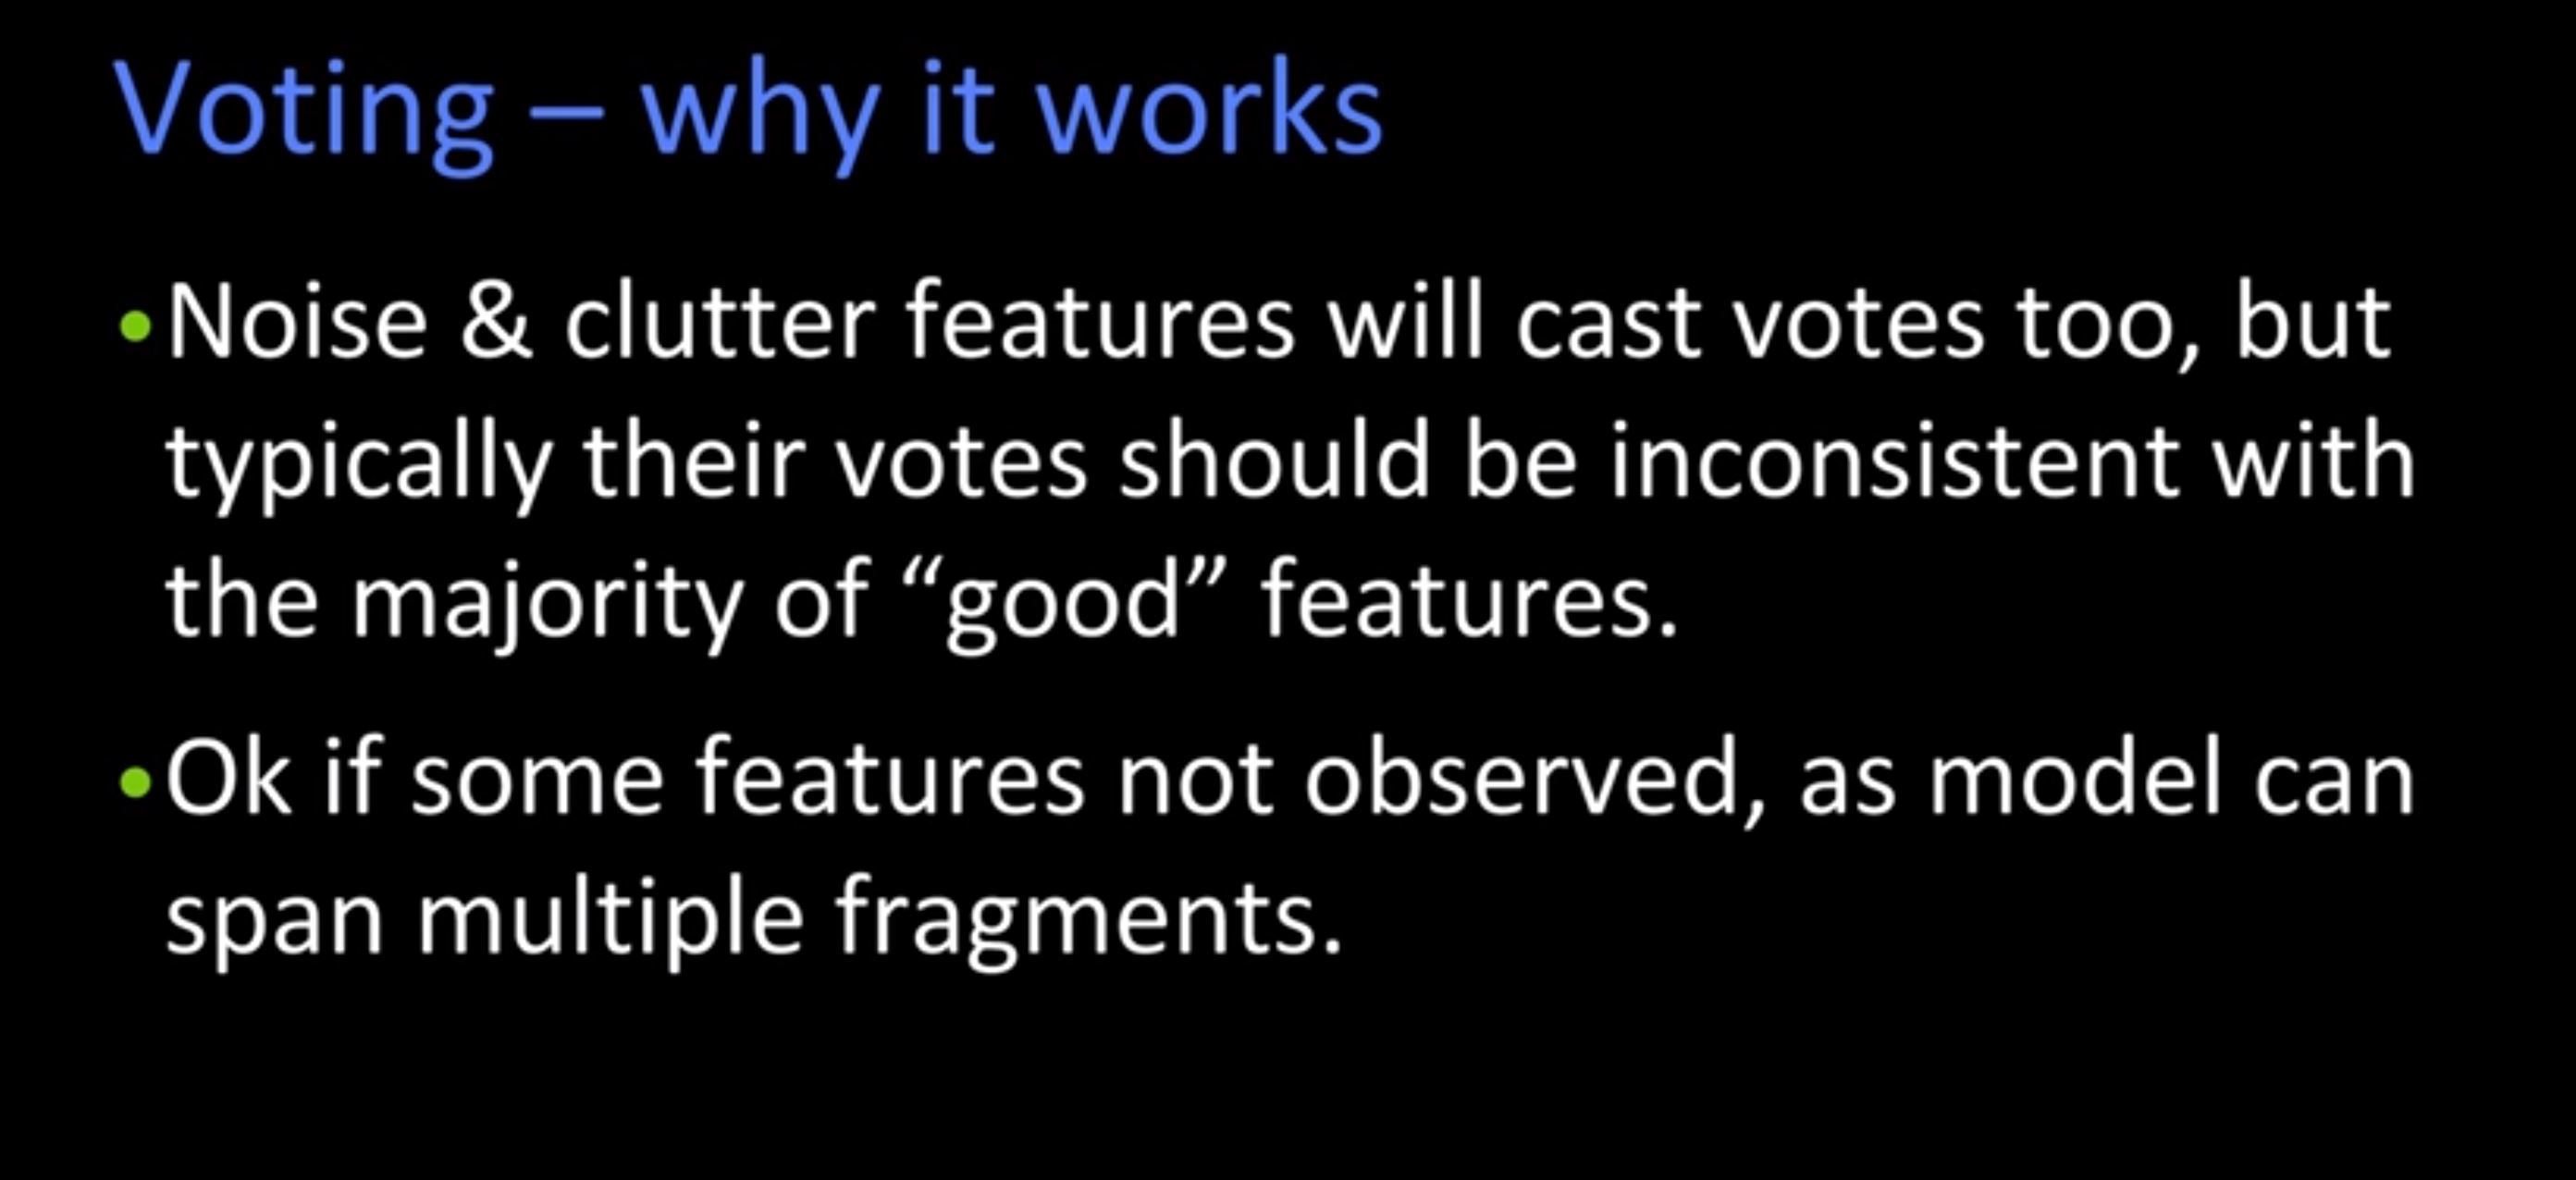 Voting – why it works
•Noise & clutter features will cast votes too, but
typically their votes should be inconsistent with
the majority of “good” features.
•Ok if some features not observed, as model can
span multiple fragments.